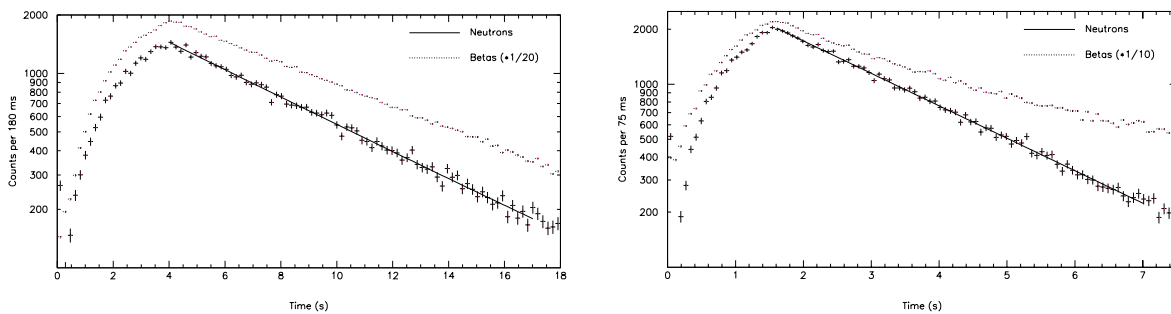 Counts per 180 ms
1000
900
800
700
600
500
400
300
200
0 2 4 6 8 10 12 14 16 18
Time (s)
Neutrons
Betas (*1/20)
Counts per 75 ms
2000
1000
900
800
700
600
500
400
300
200
0 1 2 3 4 5 6 7
Time (s)
Neutrons
Betas (*1/10)